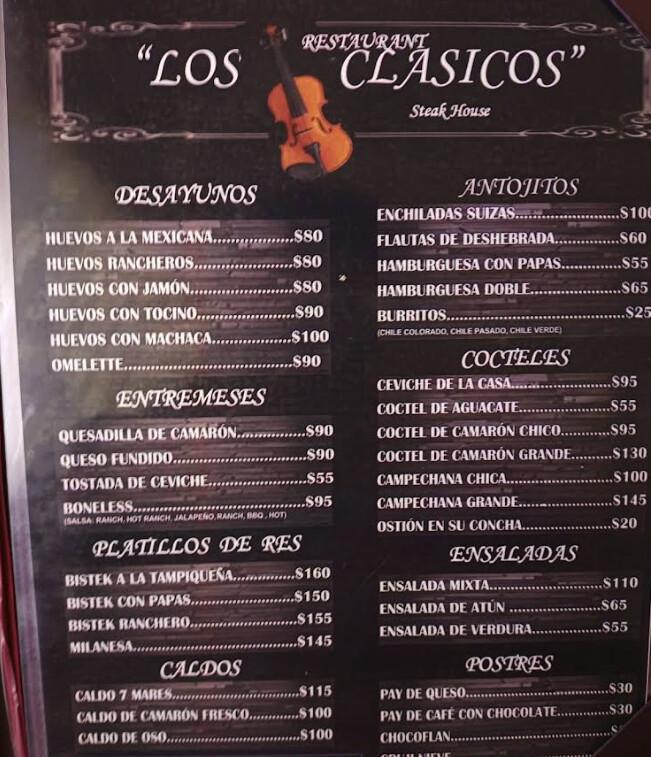 RESTAURANT
"LOS CLASICOS"
Steak House
DESAYUNOS
HUEVOS A LA MEXICANA..................$80
HUEVOS RANCHEROS......................$80
HUEVOS CON JAMÓN.......................$80
HUEVOS CON TOCINO......................$90
HUEVOS CON MACHACA...................$100
OMELETTE.....................................$90
ENTREMESES
QUESADILLA DE CAMARÓN...............$90
QUESO FUNDIDO.............................$90
TOSTADA DE CEVICHE......................$55
BONELESS.....................................$95
(SALSA: RANCH, HOT RANCH, JALAPEÑO, RANCH, BBQ , HOT)
PLATILLOS DE RES
BISTEK A LA TAMPIQUEÑA..............$160
BISTEK CON PAPAS.........................$150
BISTEK RANCHERO.........................$155
MILANESA....................................$145
CALDOS
CALDO 7 MARES............................$115
CALDO DE CAMARÓN FRESCO...........$100
CALDO DE OSO..............................$100
ANTOJITOS
ENCHILADAS SUIZAS.......................$100
FLAUTAS DE DESHEBRADA..............$60
HAMBURGUESA CON PAPAS.............$55
HAMBURGUESA DOBLE...................$65
BURRITOS....................................$25
(CHILE COLORADO, CHILE PASADO, CHILE VERDE)
COCTELES
CEVICHE DE LA CASA......................$95
COCTEL DE AGUACATE....................$55
COCTEL DE CAMARÓN CHICO...........$95
COCTEL DE CAMARÓN GRANDE.........$130
CAMPECHANA CHICA......................$100
CAMPECHANA GRANDE...................$145
OSTIÓN EN SU CONCHA...................$20
ENSALADAS
ENSALADA MIXTA.........................$110
ENSALADA DE ATÚN ......................$65
ENSALADA DE VERDURA................$55
POSTRES
PAY DE QUESO.............................$30
PAY DE CAFÉ CON CHOCOLATE..........$30
CHOCOFLAN